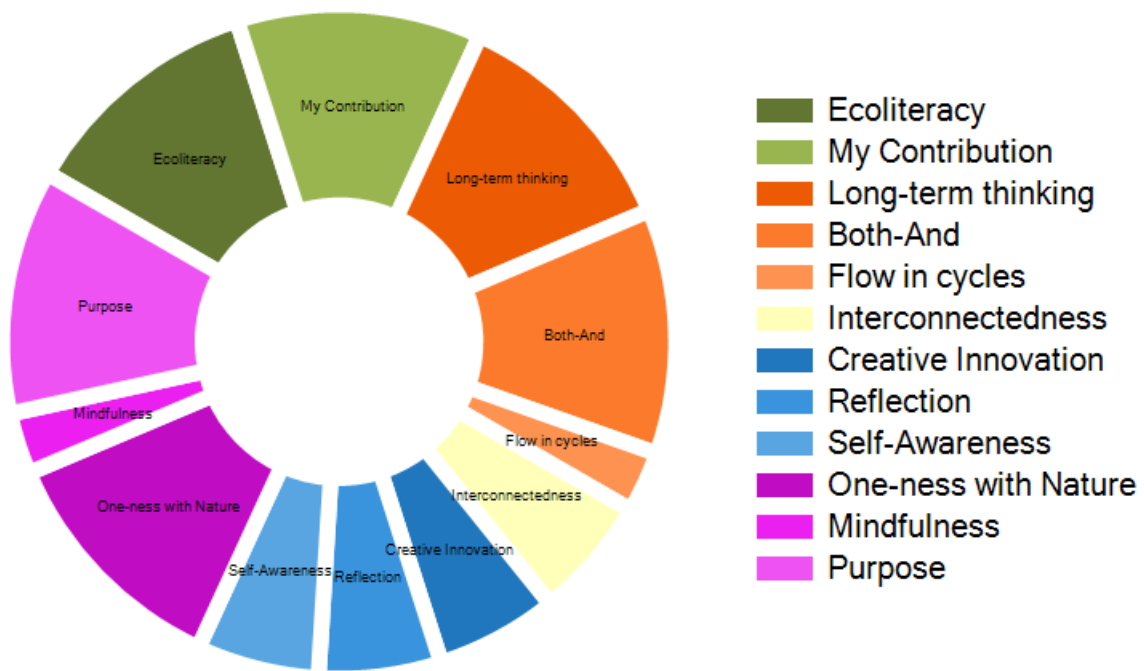 My Contribution
Ecoliteracy
Long-term thinking
Purpose
Both-And
Mindfulness
Flow in cycles
Interconnectedness
One-ness with Nature
Creative Innovation
Self-Awareness
Reflection
Ecoliteracy
My Contribution
Long-term thinking
Both-And
Flow in cycles
Interconnectedness
Creative Innovation
Reflection
Self-Awareness
One-ness with Nature
Mindfulness
Purpose